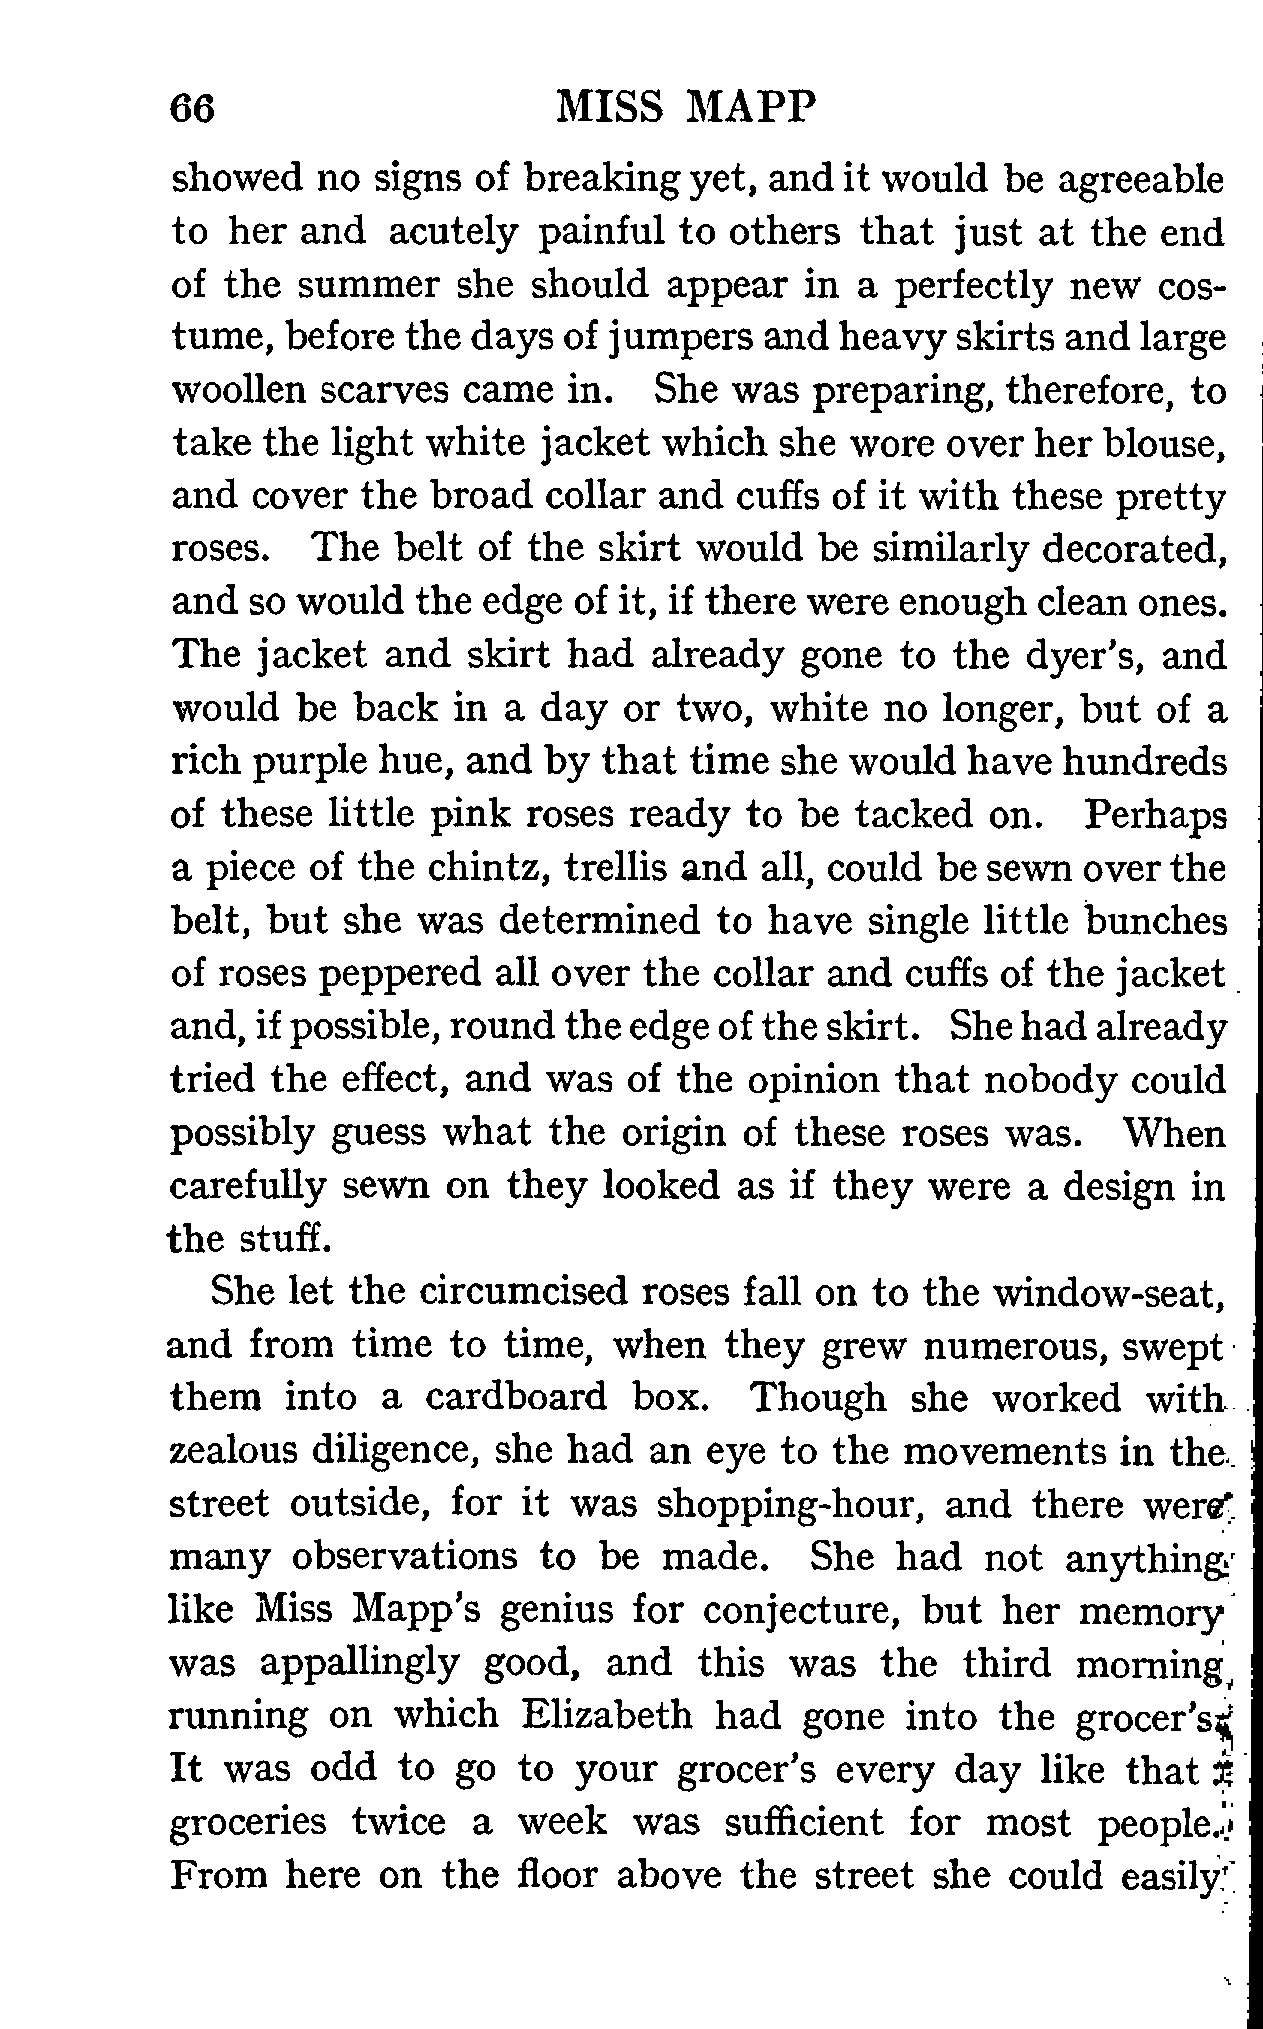 66 MISS MAPP
showed no signs of breaking yet, and it would be agreeable
to her and acutely painful to others that just at the end
of the summer she should appear in a perfectly new cos-
tume, before the days of jumpers and heavy skirts and large
woollen scarves came in. She was preparing, therefore, to
take the light white jacket which she wore over her blouse,
and cover the broad collar and cuffs of it with these pretty
roses. The belt of the skirt would be similarly decorated,
and so would the edge of it, if there were enough clean ones.
The jacket and skirt had already gone to the dyer's, and
would be back in a day or two, white no longer, but of a
rich purple hue, and by that time she would have hundreds
of these little pink roses ready to be tacked on. Perhaps
a piece of the chintz, trellis and all, could be sewn over the
belt, but she was determined to have single little bunches
of roses peppered all over the collar and cuffs of the jacket
and, if possible, round the edge of the skirt. She had already
tried the effect, and was of the opinion that nobody could
possibly guess what the origin of these roses was. When
carefully sewn on they looked as if they were a design in
the stuff.
She let the circumcised roses fall on to the window-seat,
and from time to time, when they grew numerous, swept
them into a cardboard box. Though she worked with
zealous diligence, she had an eye to the movements in the
street outside, for it was shopping-hour, and there were
many observations to be made. She had not anything
like Miss Mapp's genius for conjecture, but her memory
was appallingly good, and this was the third morning
running on which Elizabeth had gone into the grocer's.
It was odd to go to your grocer's every day like that:
groceries twice a week was sufficient for most people.
From here on the floor above the street she could easily